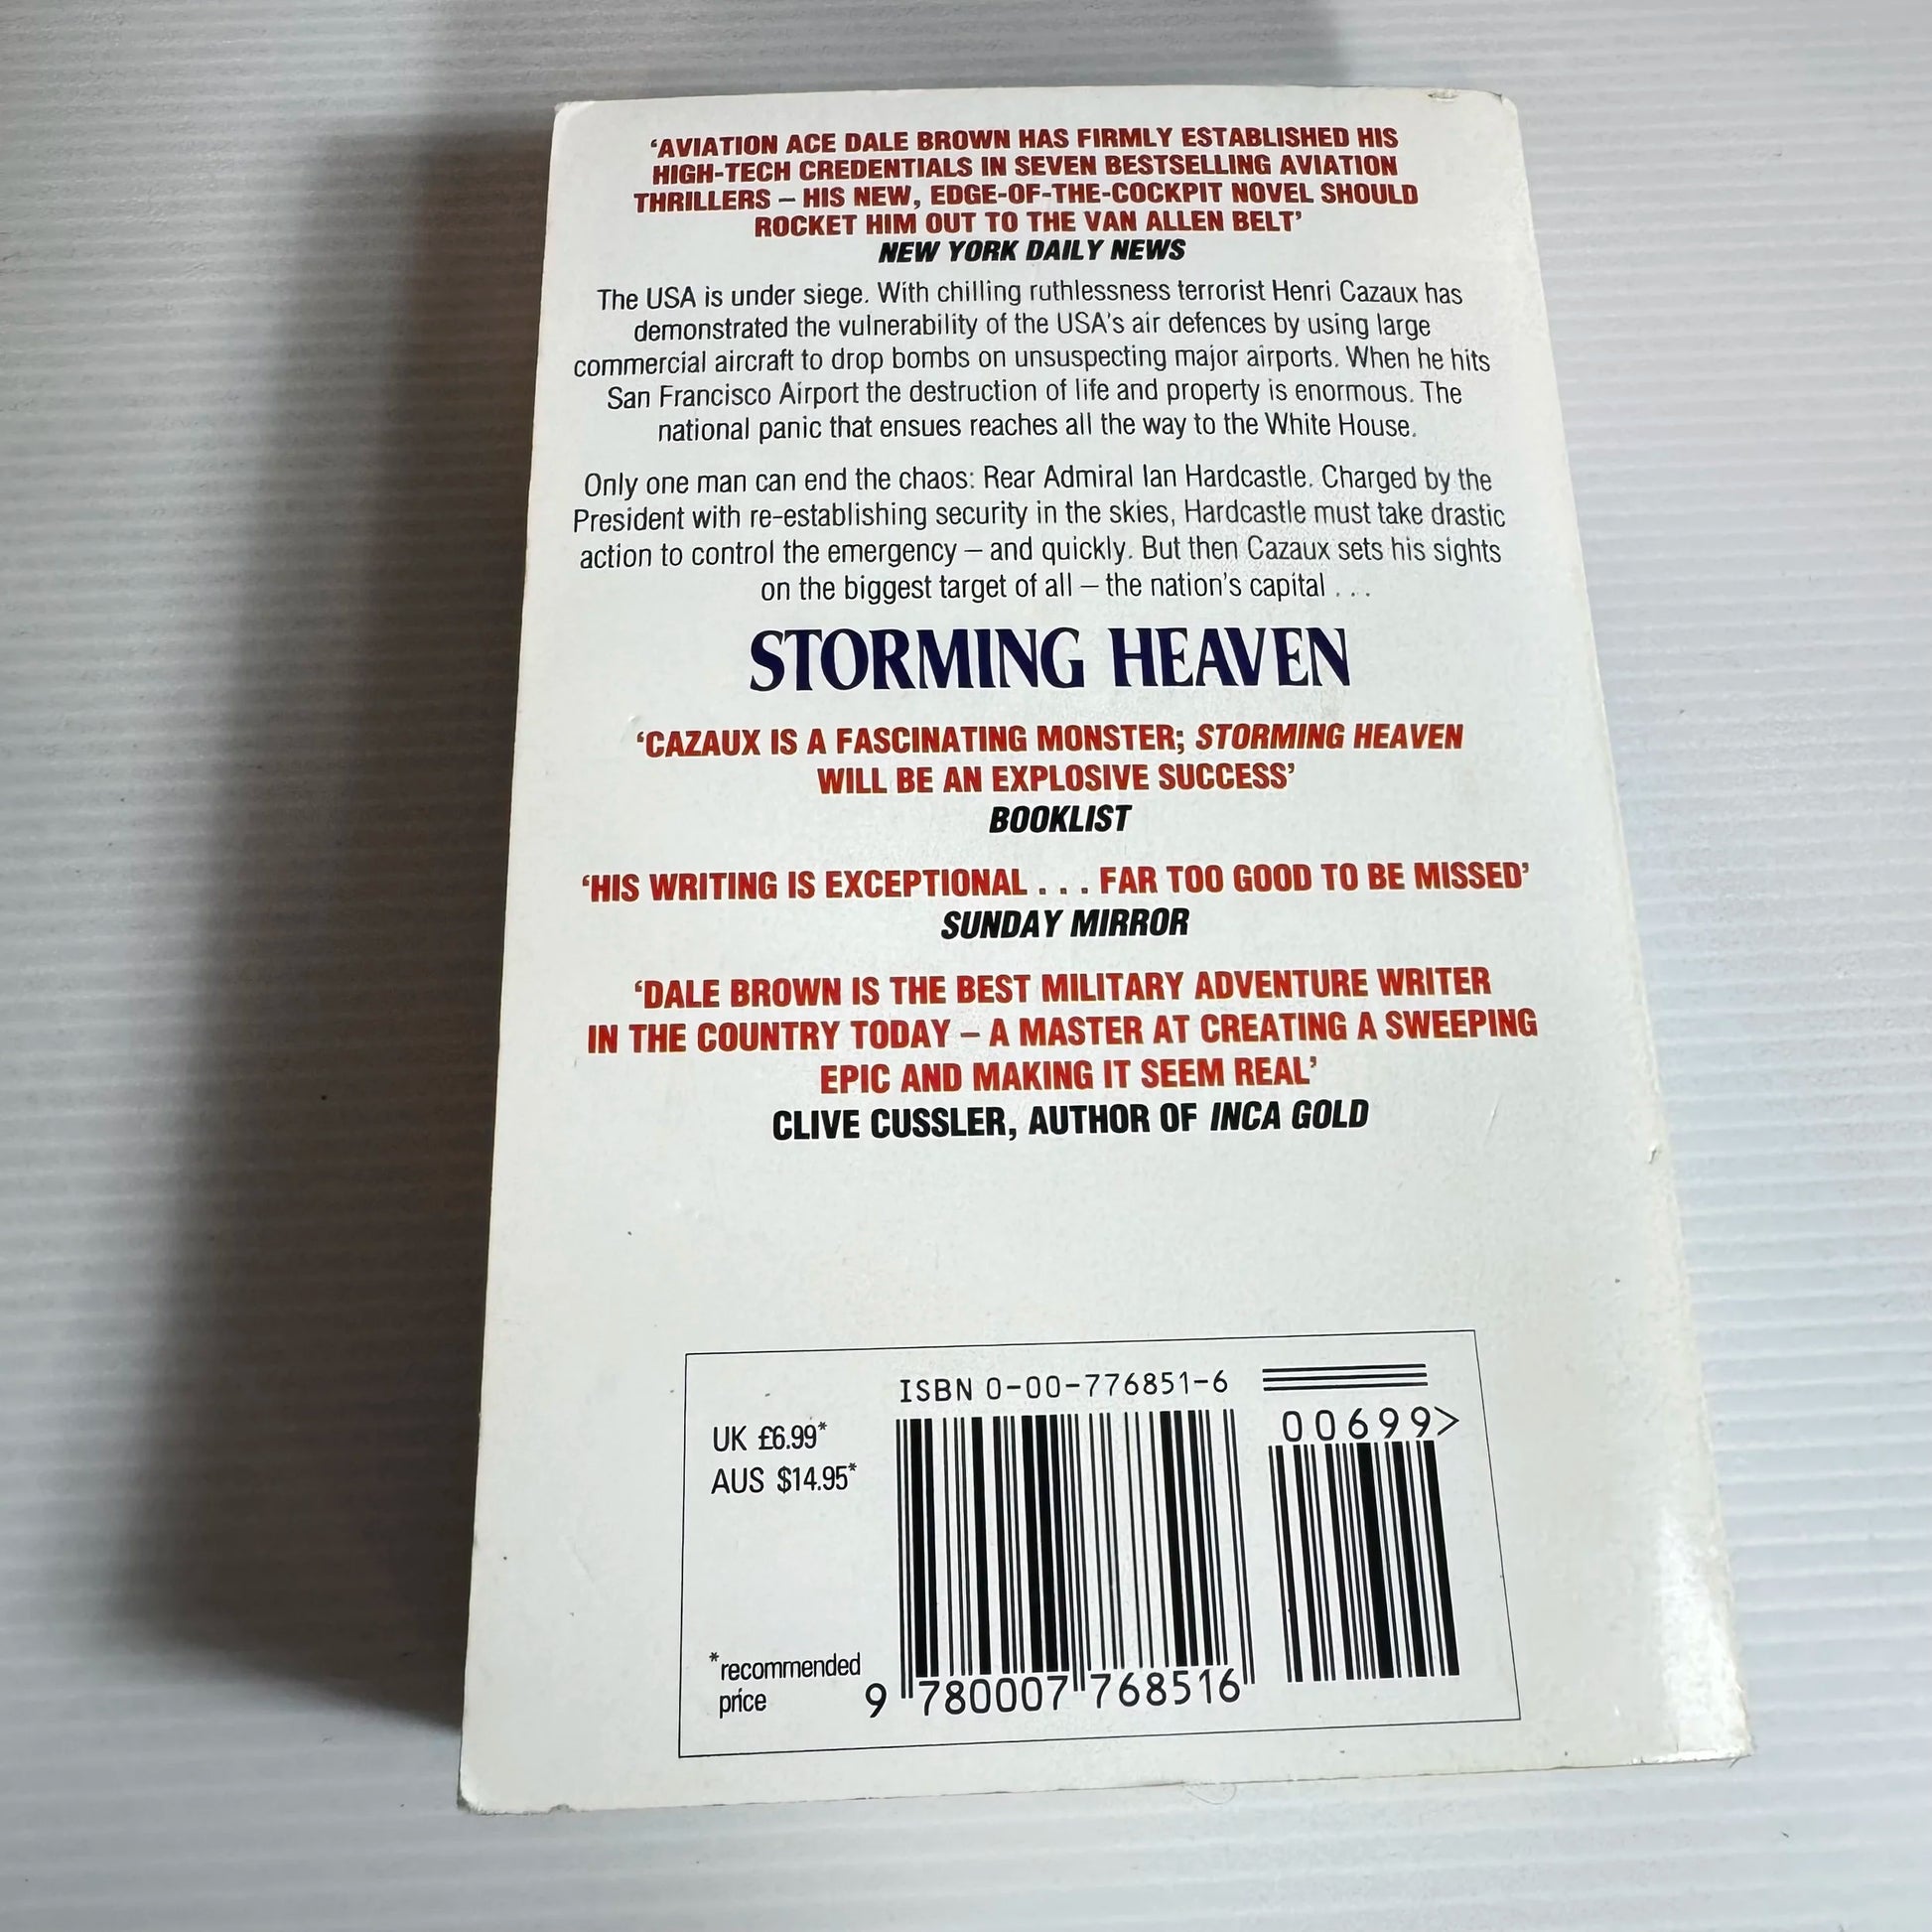 ‘AVIATION ACE DALE BROWN HAS FIRMLY ESTABLISHED HIS
HIGH-TECH CREDENTIALS IN SEVEN BESTSELLING AVIATION
THRILLERS – HIS NEW, EDGE-OF-THE-COCKPIT NOVEL SHOULD
ROCKET HIM OUT TO THE VAN ALLEN BELT’
NEW YORK DAILY NEWS
The USA is under siege. With chilling ruthlessness terrorist Henri Cazaux has
demonstrated the vulnerability of the USA’s air defences by using large
commercial aircraft to drop bombs on unsuspecting major airports. When he hits
San Francisco Airport the destruction of life and property is enormous. The
national panic that ensues reaches all the way to the White House.
Only one man can end the chaos: Rear Admiral Ian Hardcastle. Charged by the
President with re-establishing security in the skies, Hardcastle must take drastic
action to control the emergency – and quickly. But then Cazaux sets his sights
on the biggest target of all – the nation’s capital . . .
STORMING HEAVEN
‘CAZAUX IS A FASCINATING MONSTER; STORMING HEAVEN
WILL BE AN EXPLOSIVE SUCCESS’
BOOKLIST
‘HIS WRITING IS EXCEPTIONAL . . . FAR TOO GOOD TO BE MISSED’
SUNDAY MIRROR
‘DALE BROWN IS THE BEST MILITARY ADVENTURE WRITER
IN THE COUNTRY TODAY – A MASTER AT CREATING A SWEEPING
EPIC AND MAKING IT SEEM REAL’
CLIVE CUSSLER, AUTHOR OF INCA GOLD
ISBN 0-00-776851-6
00699>
UK £6.99*
AUS $14.95*
*recommended
price
9 780007 768516